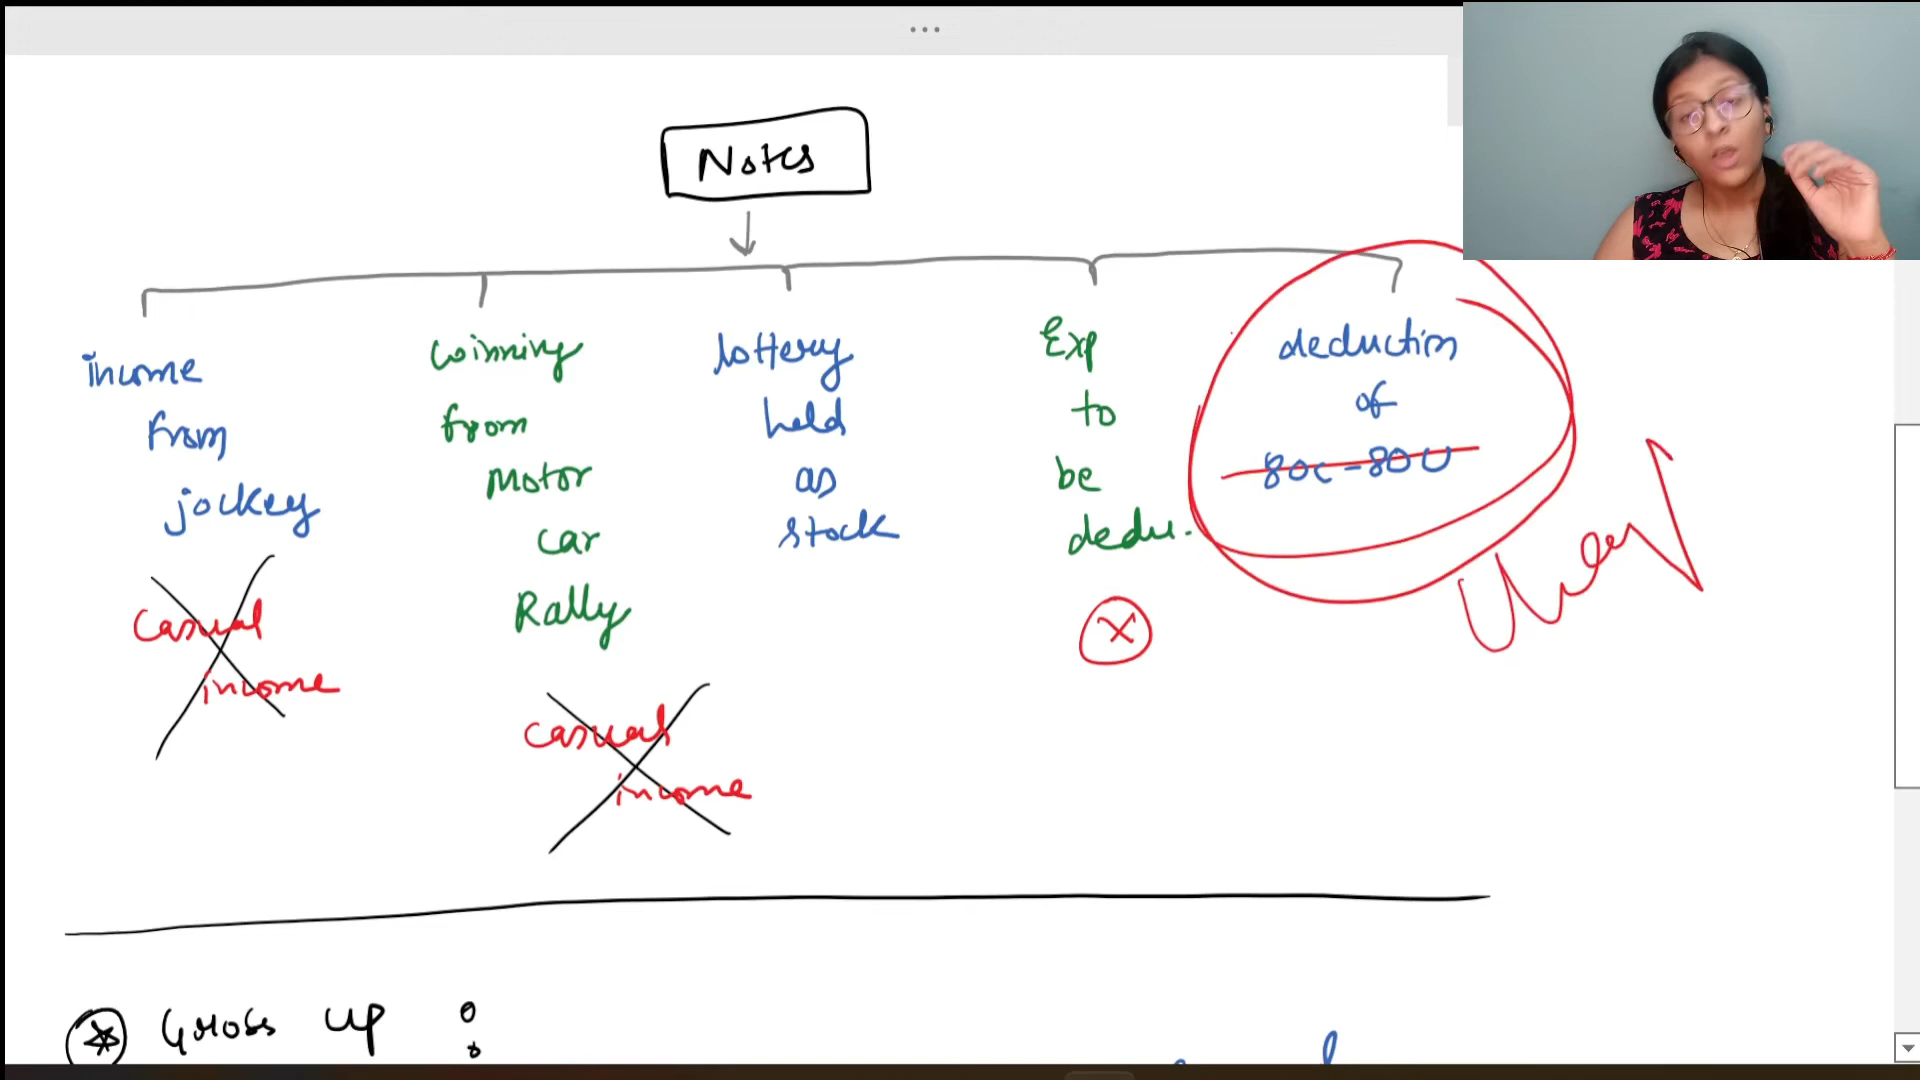 Notes
income
from
jockey
casual
income
winning
from
Motor
car
Rally
casual
income
lottery
held
as
stock
Exp
to
be
dedu.
X
deduction
of
80C-80U
* Gross up :